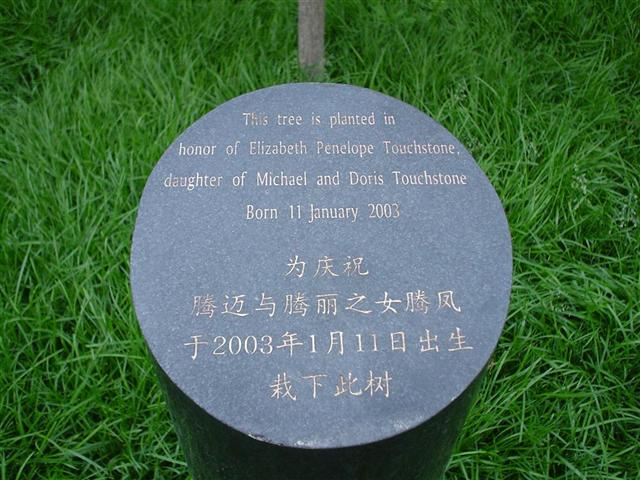 This tree is planted in
honor of Elizabeth Penelope Touchstone,
daughter of Michael and Doris Touchstone
Born 11 January 2003
为庆祝
腾迈与腾丽之女腾凤
于2003年1月11日出生
栽下此树